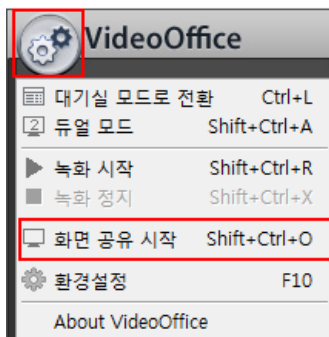 VideoOffice
대기실 모드로 전환 Ctrl+L
2 듀얼 모드 Shift+Ctrl+A
녹화 시작 Shift+Ctrl+R
녹화 정지 Shift+Ctrl+X
화면 공유 시작 Shift+Ctrl+O
환경설정 F10
About VideoOffice